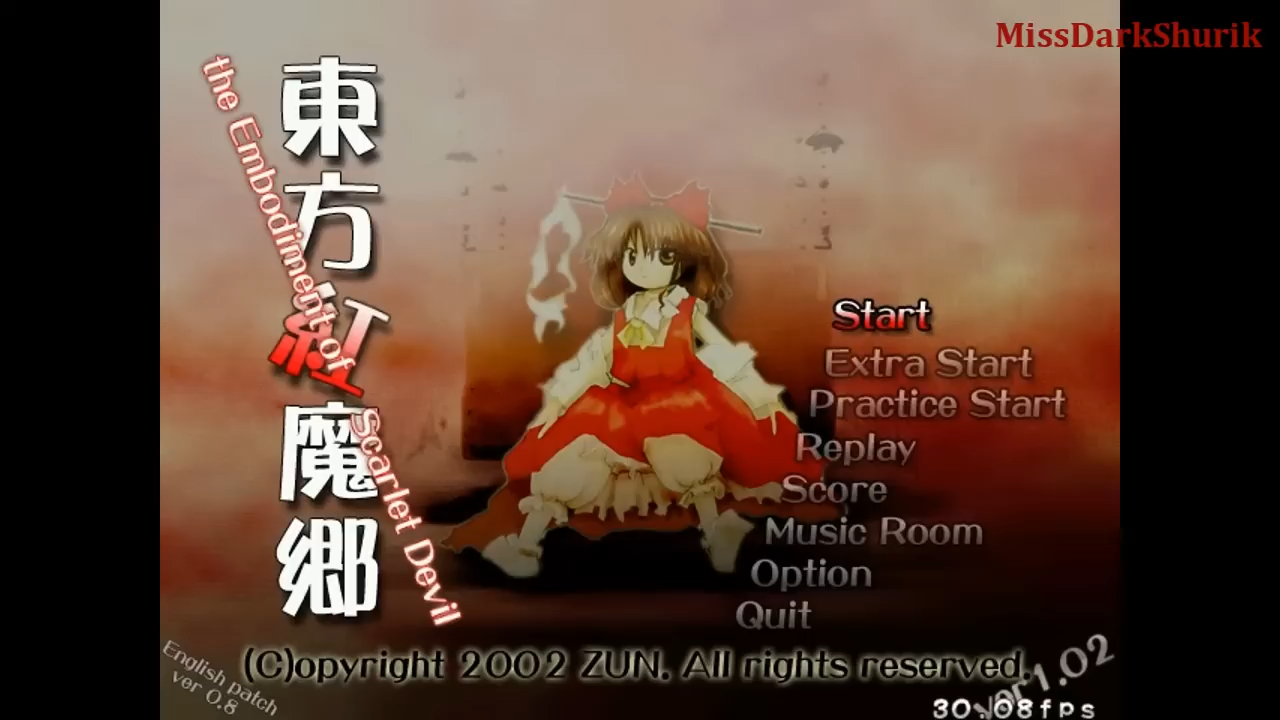 MissDarkShurik
東方紅魔郷
the Embodiment of Scarlet Devil
Start
Extra Start
Practice Start
Replay
Score
Music Room
Option
Quit
(C)opyright 2002 ZUN. All rights reserved.
English patch
ver 0.8
ver1.02
30.08fps